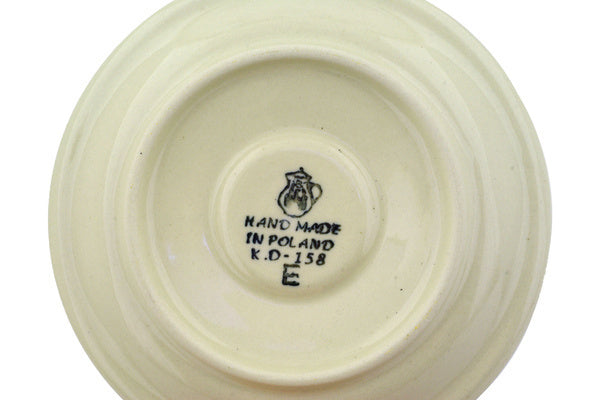 HAND MADE
IN POLAND
K.D-158
E